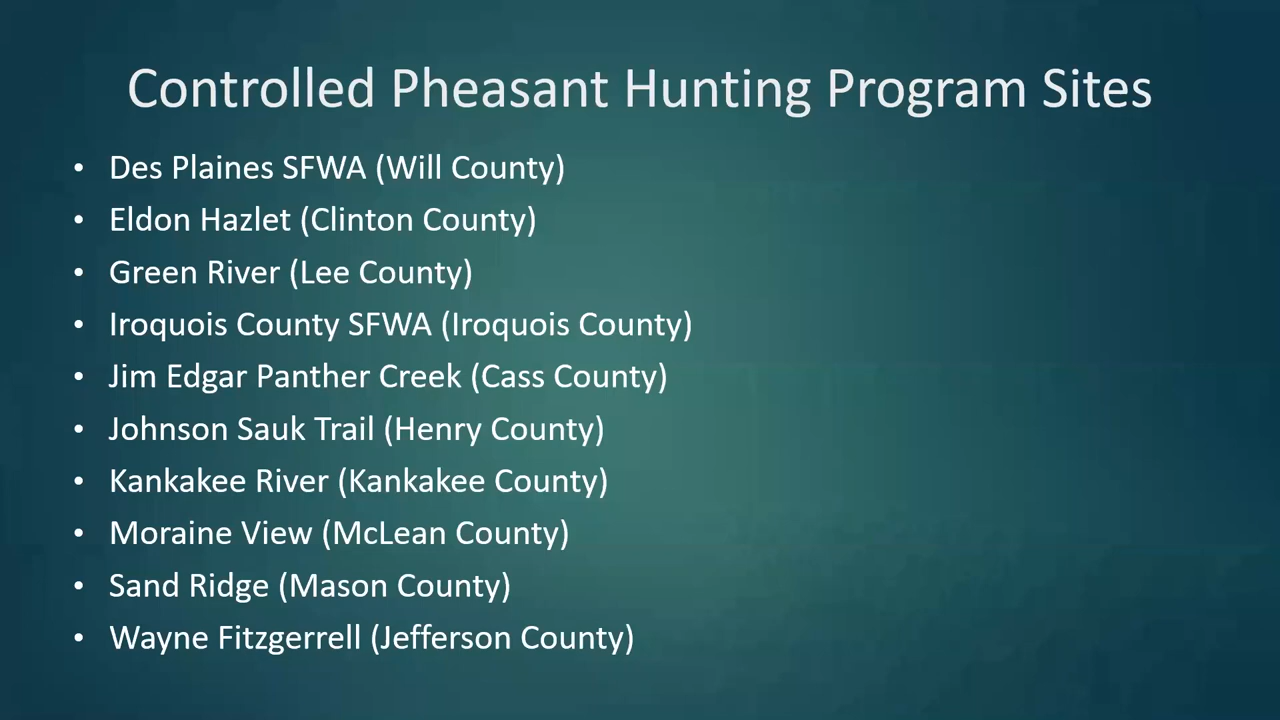 Controlled Pheasant Hunting Program Sites
• Des Plaines SFWA (Will County)
• Eldon Hazlet (Clinton County)
• Green River (Lee County)
• Iroquois County SFWA (Iroquois County)
• Jim Edgar Panther Creek (Cass County)
• Johnson Sauk Trail (Henry County)
• Kankakee River (Kankakee County)
• Moraine View (McLean County)
• Sand Ridge (Mason County)
• Wayne Fitzgerrell (Jefferson County)